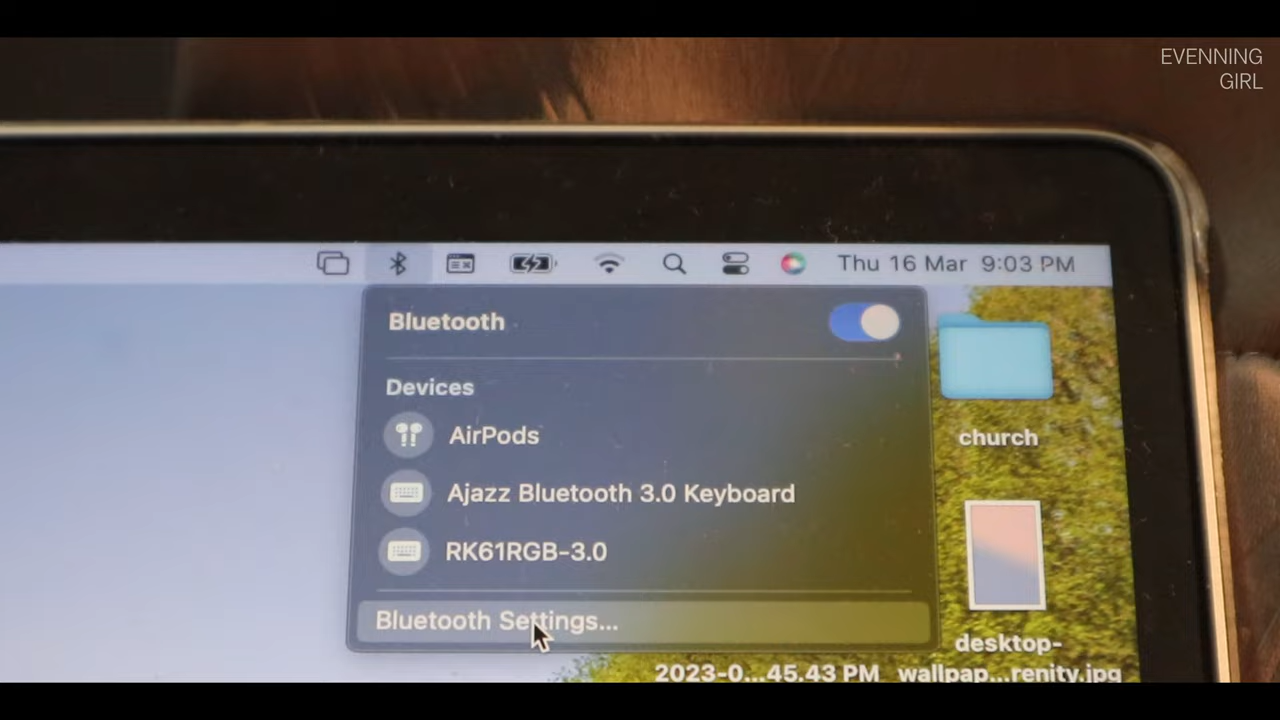 EVENNING
GIRL
Thu 16 Mar 9:03 PM
Bluetooth
Devices
AirPods
Ajazz Bluetooth 3.0 Keyboard
RK61RGB-3.0
Bluetooth Settings...
church
desktop-
wallpap...renity.jpg
2023-0...45.43 PM